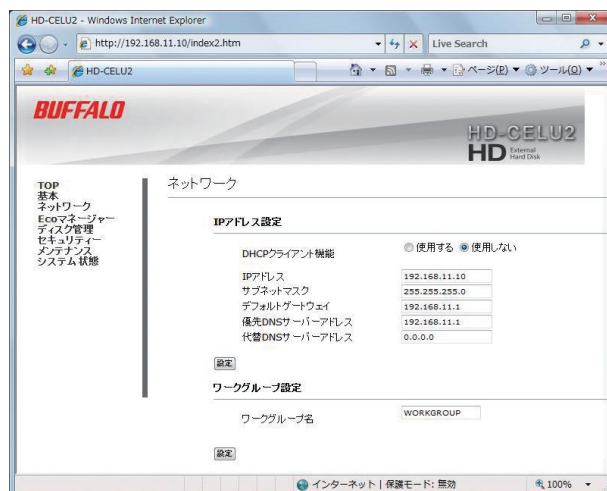 HD-CELU2 - Windows Internet Explorer
http://192.168.11.10/index2.htm
Live Search
HD-CELU2
ページ(P)
ツール(O)
BUFFALO
HD-CELU2
HD External Hard Disk
TOP
基本
ネットワーク
Ecoマネージャー
ディスク管理
セキュリティー
メンテナンス
システム状態
ネットワーク
IPアドレス設定
DHCPクライアント機能 使用する 使用しない
IPアドレス 192.168.11.10
サブネットマスク 255.255.255.0
デフォルトゲートウェイ 192.168.11.1
優先DNSサーバーアドレス 192.168.11.1
代替DNSサーバーアドレス 0.0.0.0
設定
ワークグループ設定
ワークグループ名 WORKGROUP
設定
インターネット | 保護モード: 無効 100%